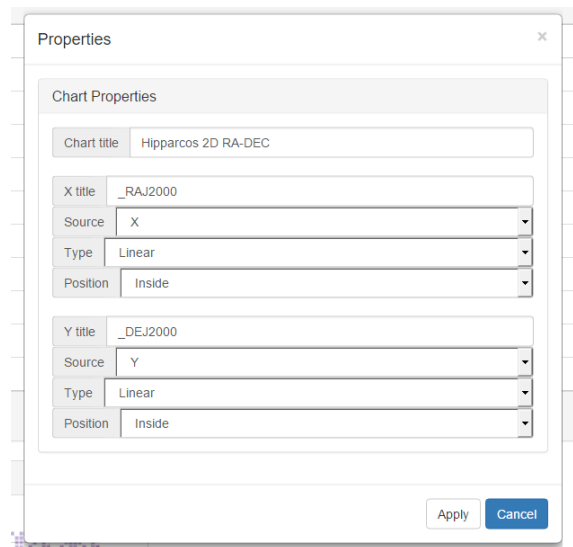 Properties ×
Chart Properties
Chart title Hipparcos 2D RA-DEC
X title _RAJ2000
Source X
Type Linear
Position Inside
Y title _DEJ2000
Source Y
Type Linear
Position Inside
Apply Cancel